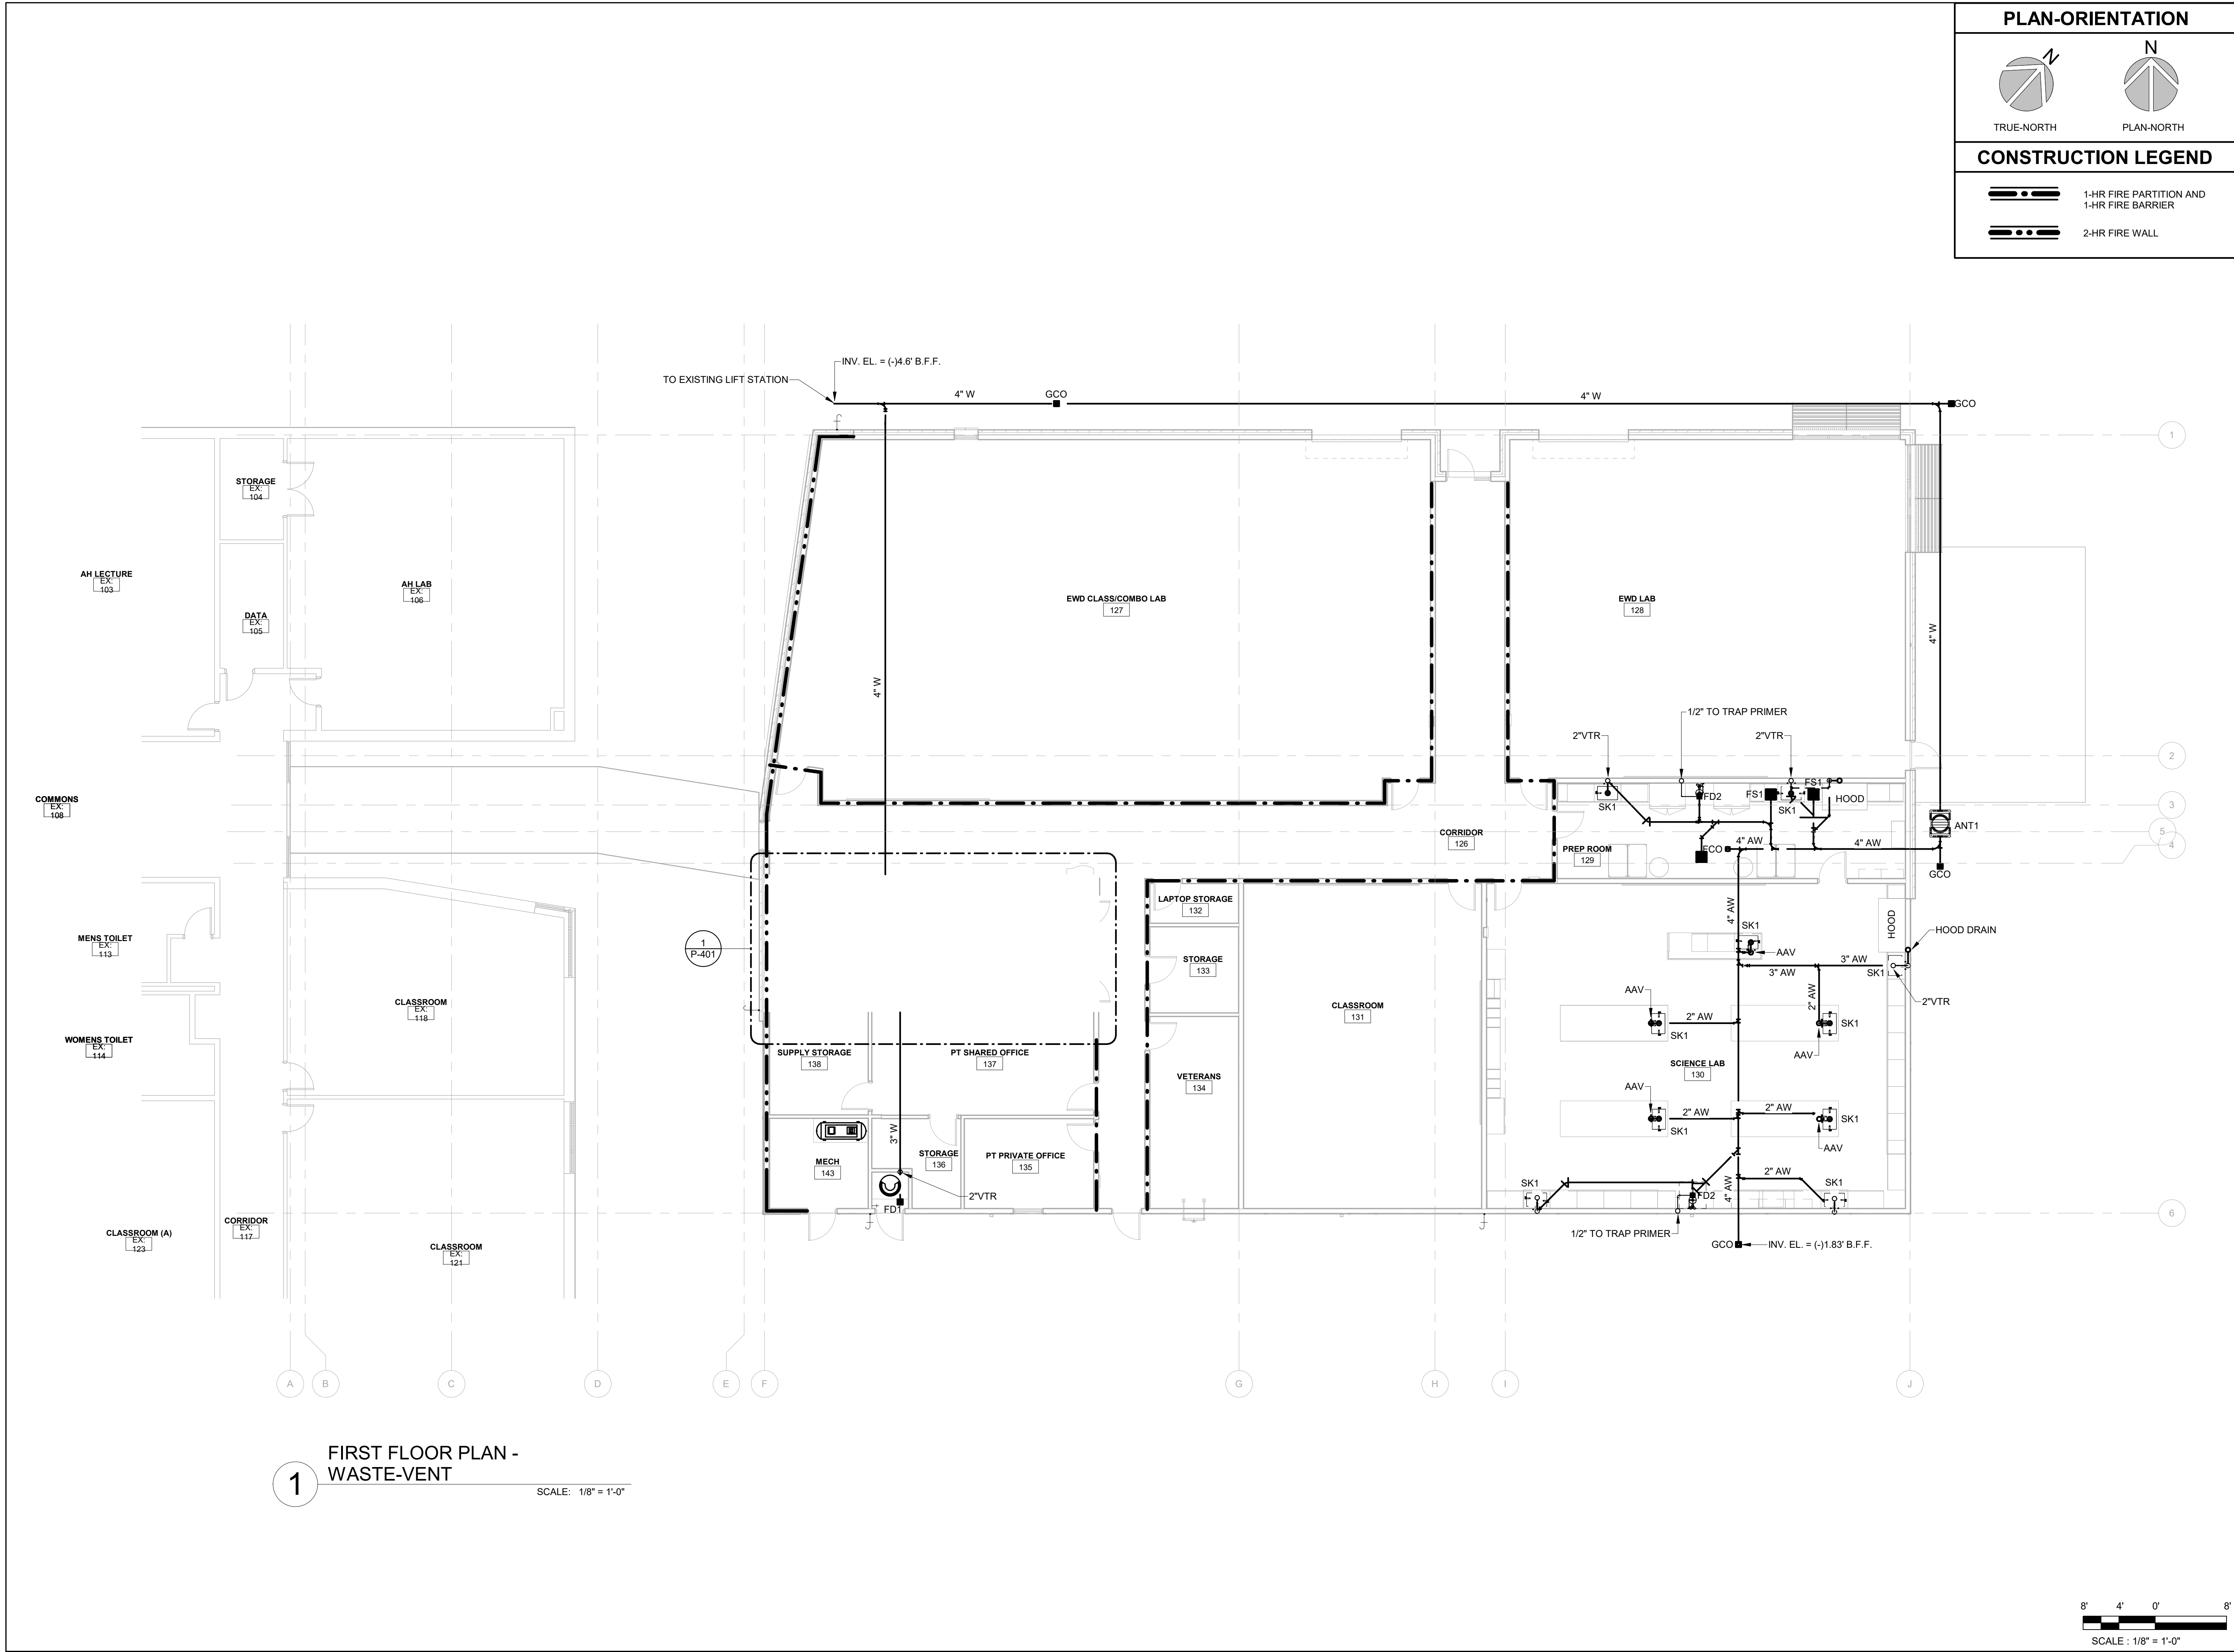 PLAN-ORIENTATION
N
N
TRUE-NORTH
PLAN-NORTH
CONSTRUCTION LEGEND
1-HR FIRE PARTITION AND
1-HR FIRE BARRIER
2-HR FIRE WALL
INV. EL. = (-)4.6' B.F.F.
TO EXISTING LIFT STATION
4" W
GCO
4" W
GCO
1
STORAGE
EX:
104
AH LECTURE
EX:
103
AH LAB
EX:
106
DATA
EX:
105
EWD CLASS/COMBO LAB
127
EWD LAB
128
4" W
4" W
1/2" TO TRAP PRIMER
2"VTR
2"VTR
2
COMMONS
EX:
108
SK1
FD2
FS1
SK1
FS1
HOOD
3
CORRIDOR
126
ANT1
5
4
PREP ROOM
129
FCO
4" AW
4" AW
GCO
LAPTOP STORAGE
132
4" AW
SK1
HOOD
HOOD DRAIN
MENS TOILET
EX:
113
1
P-401
AAV
STORAGE
133
3" AW
3" AW
SK1
2"VTR
CLASSROOM
EX:
118
CLASSROOM
131
AAV
2" AW
2" AW
SK1
SK1
AAV
WOMENS TOILET
EX:
114
SUPPLY STORAGE
138
PT SHARED OFFICE
137
SCIENCE LAB
130
VETERANS
134
AAV
2" AW
2" AW
SK1
SK1
AAV
3" W
STORAGE
136
PT PRIVATE OFFICE
135
MECH
143
2"VTR
FD1
SK1
2" AW
SK1
4" AW
FD2
6
CLASSROOM (A)
EX:
123
CORRIDOR
EX:
117
CLASSROOM
EX:
121
1/2" TO TRAP PRIMER
GCO
INV. EL. = (-)1.83' B.F.F.
A
B
C
D
E
F
G
H
I
J
1
FIRST FLOOR PLAN -
WASTE-VENT
SCALE: 1/8" = 1'-0"
8' 4' 0' 8'
SCALE : 1/8" = 1'-0"